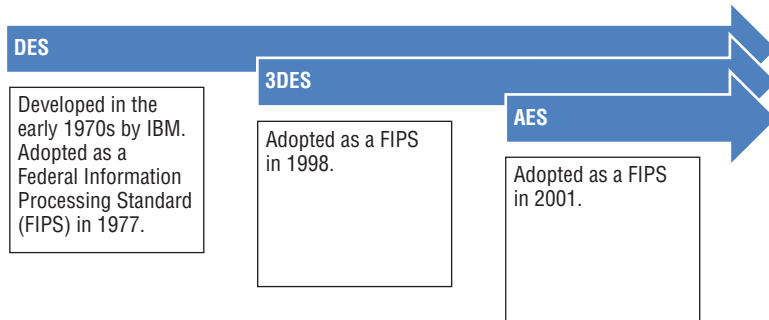 DES
Developed in the
early 1970s by IBM.
Adopted as a
Federal Information
Processing Standard
(FIPS) in 1977.
3DES
Adopted as a FIPS
in 1998.
AES
Adopted as a FIPS
in 2001.